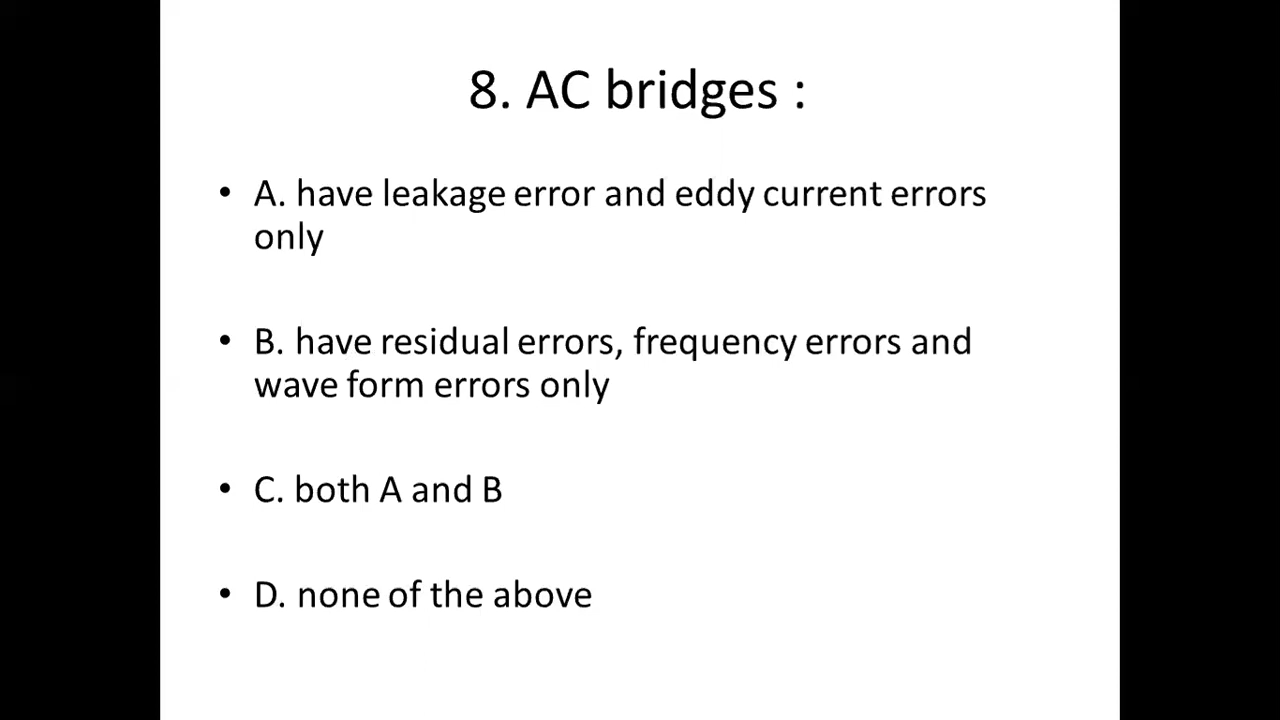 8. AC bridges :
• A. have leakage error and eddy current errors
only
• B. have residual errors, frequency errors and
wave form errors only
• C. both A and B
• D. none of the above